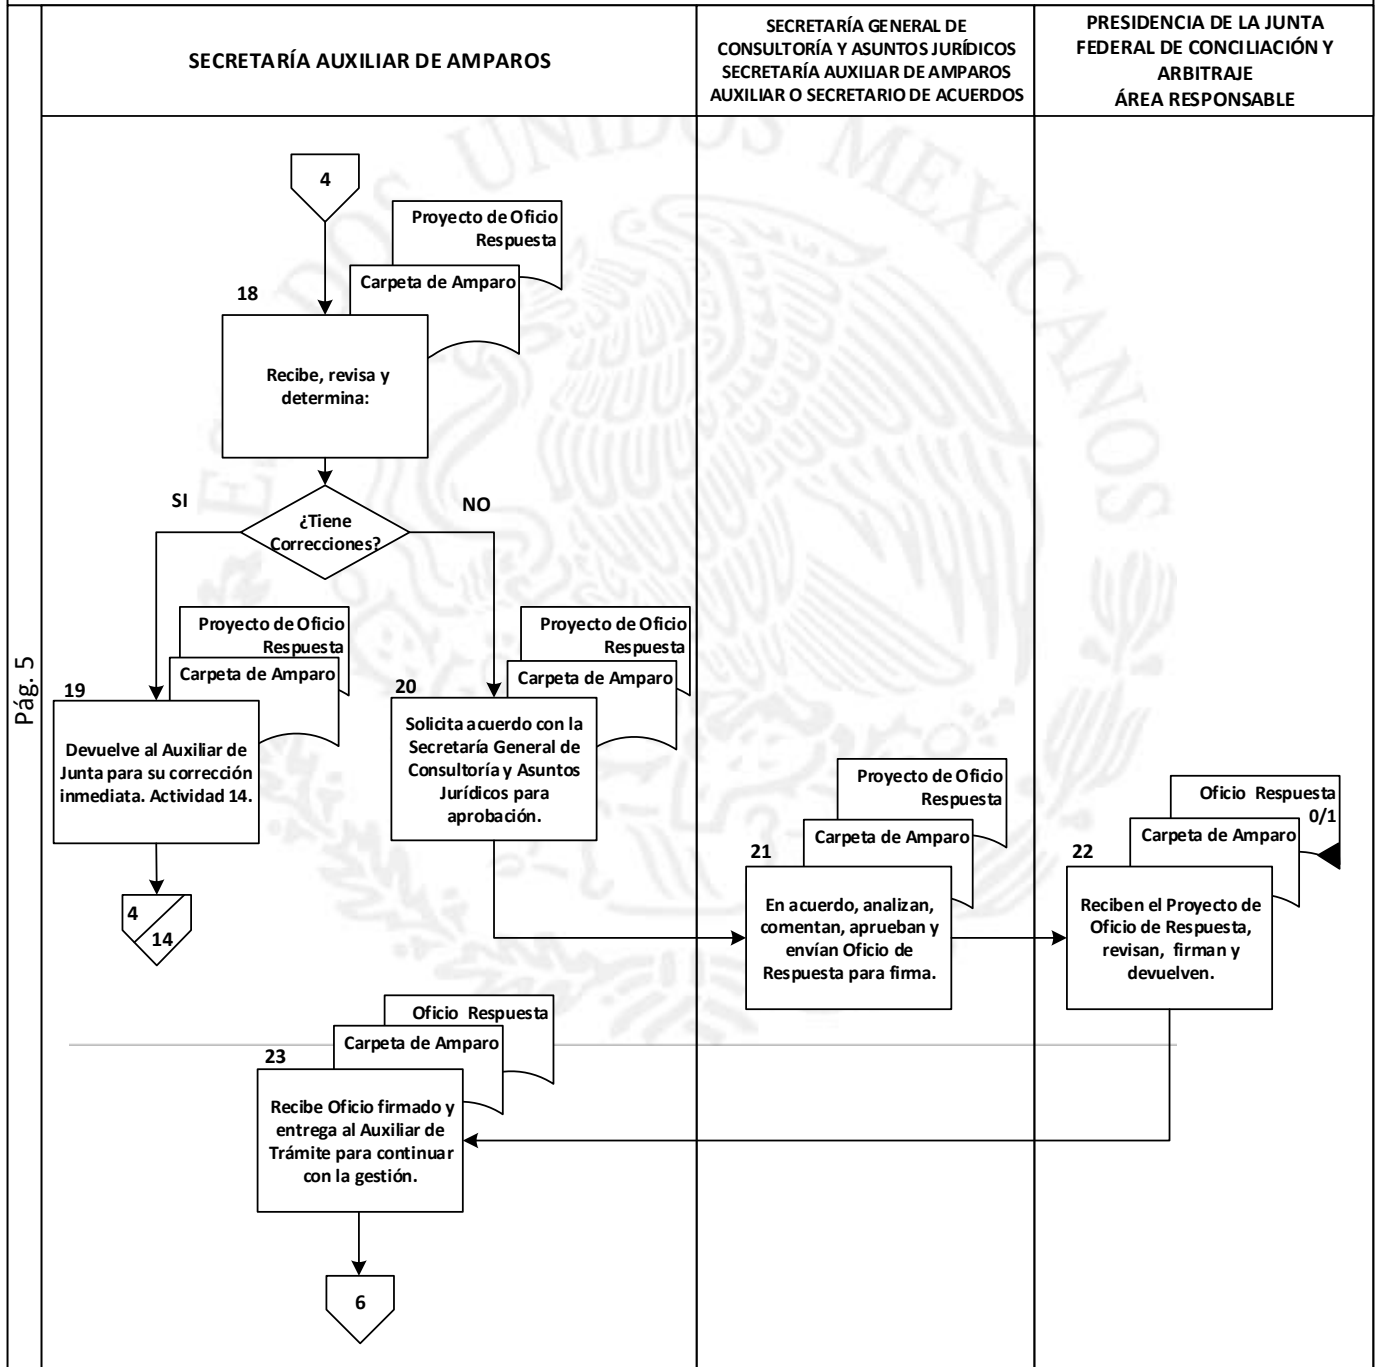 SECRETARÍA AUXILIAR DE AMPAROS
SECRETARÍA GENERAL DE
CONSULTORÍA Y ASUNTOS JURÍDICOS
SECRETARÍA AUXILIAR DE AMPAROS
AUXILIAR O SECRETARIO DE ACUERDOS
PRESIDENCIA DE LA JUNTA
FEDERAL DE CONCILIACIÓN Y
ARBITRAJE
ÁREA RESPONSABLE
Pág. 5
ESTADOS UNIDOS MEXICANOS
4
Proyecto de Oficio
Respuesta
Carpeta de Amparo
18
Recibe, revisa y
determina:
SI
¿Tiene
Correcciones?
NO
Proyecto de Oficio
Respuesta
Carpeta de Amparo
19
Devuelve al Auxiliar de
Junta para su corrección
inmediata. Actividad 14.
4
14
Proyecto de Oficio
Respuesta
Carpeta de Amparo
20
Solicita acuerdo con la
Secretaría General de
Consultoría y Asuntos
Jurídicos para
aprobación.
Proyecto de Oficio
Respuesta
Carpeta de Amparo
21
En acuerdo, analizan,
comentan, aprueban y
envían Oficio de
Respuesta para firma.
Oficio Respuesta
0/1
Carpeta de Amparo
22
Reciben el Proyecto de
Oficio de Respuesta,
revisan, firman y
devuelven.
Oficio Respuesta
Carpeta de Amparo
23
Recibe Oficio firmado y
entrega al Auxiliar de
Trámite para continuar
con la gestión.
6